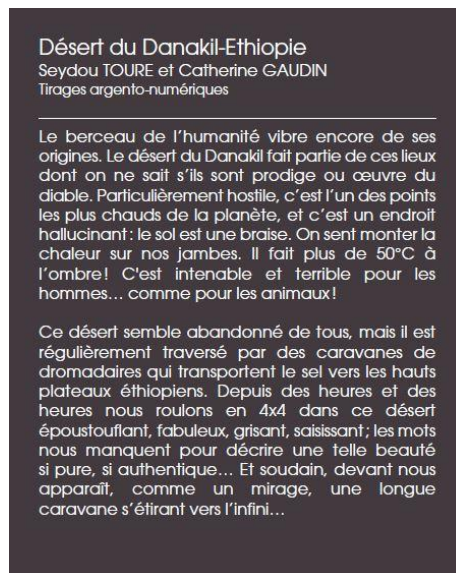 Désert du Danakil-Ethiopie
Seydou TOURE et Catherine GAUDIN
Tirages argento-numériques
Le berceau de l'humanité vibre encore de ses
origines. Le désert du Danakil fait partie de ces lieux
dont on ne sait s'ils sont prodige ou œuvre du
diable. Particulièrement hostile, c'est l'un des points
les plus chauds de la planète, et c'est un endroit
hallucinant: le sol est une braise. On sent monter la
chaleur sur nos jambes. Il fait plus de 50°C à
l'ombre! C'est intenable et terrible pour les
hommes... comme pour les animaux!
Ce désert semble abandonné de tous, mais il est
régulièrement traversé par des caravanes de
dromadaires qui transportent le sel vers les hauts
plateaux éthiopiens. Depuis des heures et des
heures nous roulons en 4x4 dans ce désert
époustouflant, fabuleux, grisant, saisissant; les mots
nous manquent pour décrire une telle beauté
si pure, si authentique... Et soudain, devant nous
apparaît, comme un mirage, une longue
caravane s'étirant vers l'infini...